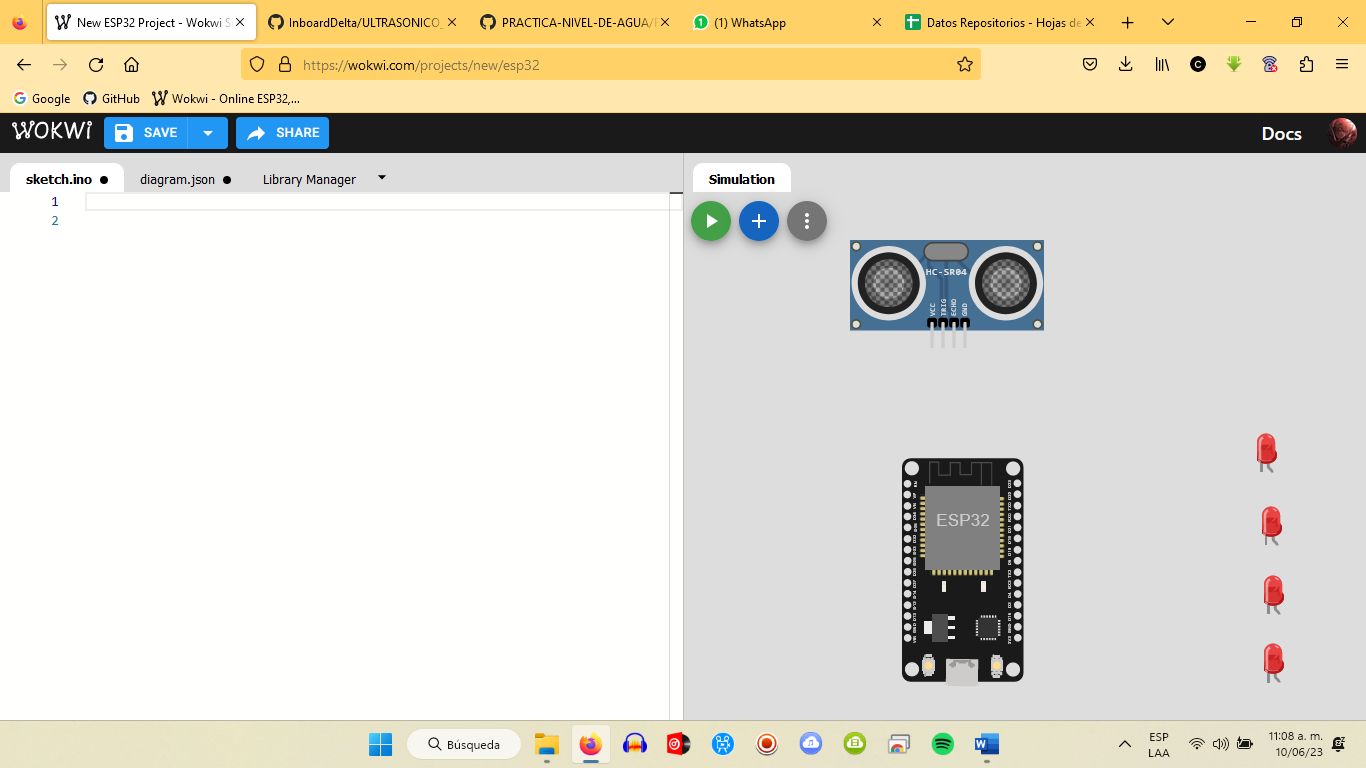 New ESP32 Project - Wokwi S
InboardDelta/ULTRASONICO_
PRACTICA-NIVEL-DE-AGUA/
(1) WhatsApp
Datos Repositorios - Hojas de
https://wokwi.com/projects/new/esp32
Google
GitHub
Wokwi - Online ESP32,...
WOKWI
SAVE
SHARE
Docs
sketch.ino
diagram.json
Library Manager
Simulation
1
2
HC-SR04
VCC
TRIG
ECHO
GND
ESP32
Búsqueda
ESP
LAA
11:08 a. m.
10/06/23